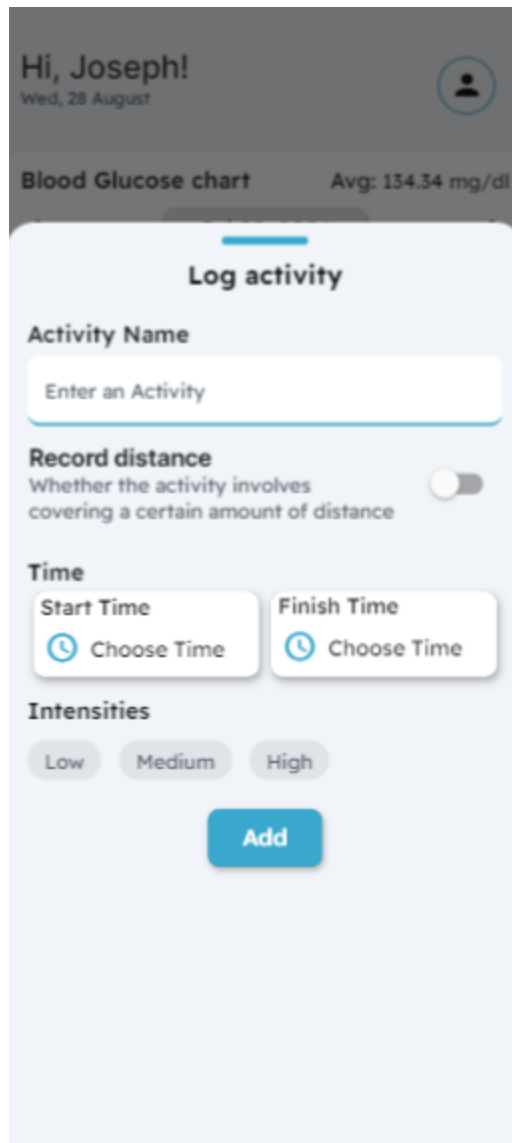 Hi, Joseph!
Wed, 28 August
Blood Glucose chart Avg: 134.34 mg/dl
Log activity
Activity Name
Enter an Activity
Record distance
Whether the activity involves
covering a certain amount of distance
Time
Start Time Finish Time
Choose Time Choose Time
Intensities
Low Medium High
Add